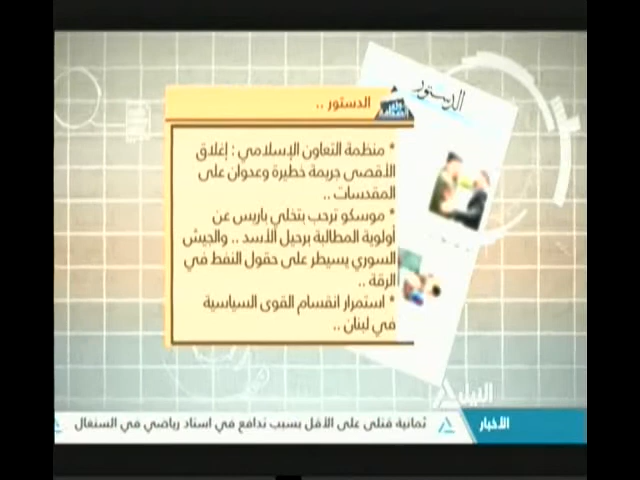 الدستور
الدستور ..
* منظمة التعاون الإسلامي : إغلاق
الأقصى جريمة خطيرة وعدوان على
المقدسات ..
* موسكو ترحب بتخلي باريس عن
أولوية المطالبة برحيل الأسد .. والجيش
السوري يسيطر على حقول النفط في
الرقة ..
* استمرار انقسام القوى السياسية
في لبنان ..
النيل
الأخبار
ثمانية قتلى على الأقل بسبب تدافع في استاد رياضي في السنغال